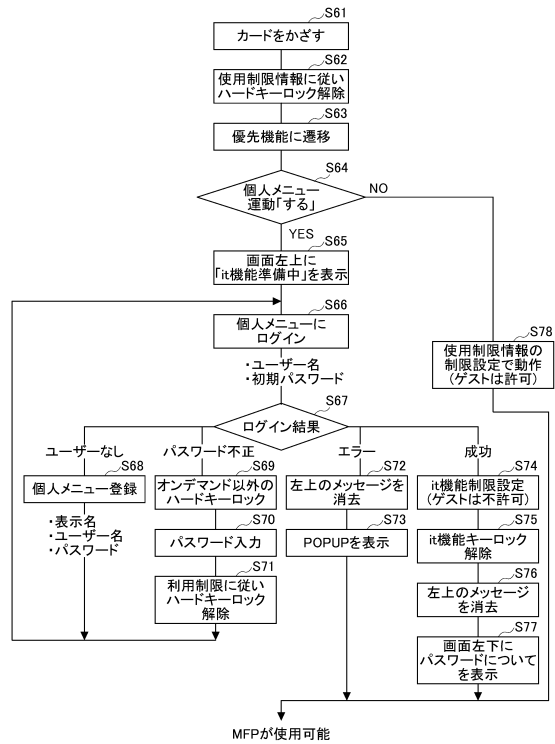 S61
カードをかざす
S62
使用制限情報に従い
ハードキーロック解除
S63
優先機能に遷移
S64
個人メニュー
運動「する」
NO
YES
S65
画面左上に
「it機能準備中」を表示
S66
個人メニューに
ログイン
・ユーザー名
・初期パスワード
S78
使用制限情報の
制限設定で動作
(ゲストは許可)
S67
ログイン結果
ユーザーなし
パスワード不正
エラー
成功
S68
個人メニュー登録
・表示名
・ユーザー名
・パスワード
S69
オンデマンド以外の
ハードキーロック
S70
パスワード入力
S71
利用制限に従い
ハードキーロック
解除
S72
左上のメッセージを
消去
S73
POPUPを表示
S74
it機能制限設定
(ゲストは不許可)
S75
it機能キーロック
解除
S76
左上のメッセージ
を消去
S77
画面左下に
パスワードについて
を表示
MFPが使用可能